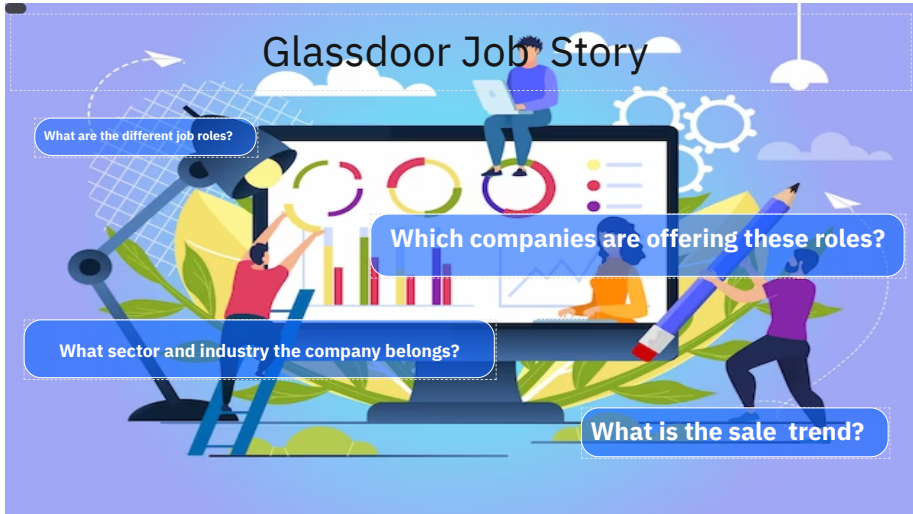 Glassdoor Job Story
What are the different job roles?
Which companies are offering these roles?
What sector and industry the company belongs?
What is the sale trend?